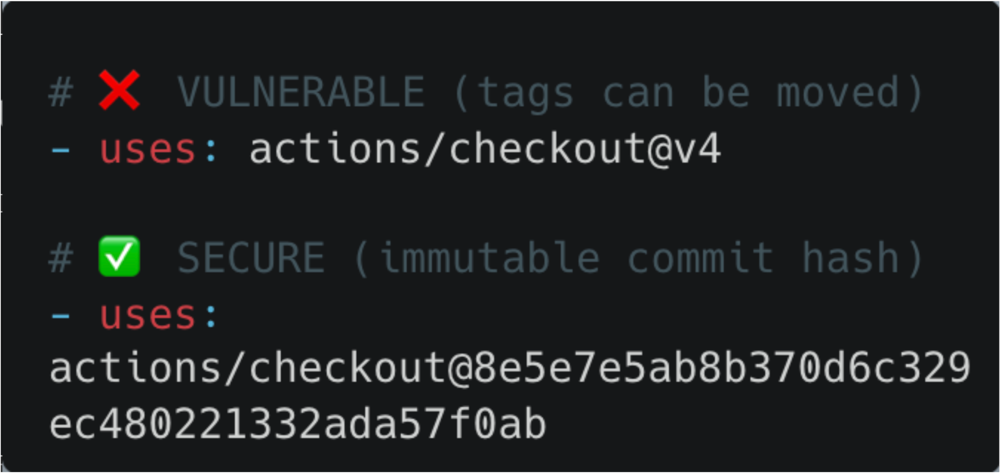 # ❌ VULNERABLE (tags can be moved)
- uses: actions/checkout@v4
# ✅ SECURE (immutable commit hash)
- uses:
actions/checkout@8e5e7e5ab8b370d6c329
ec480221332ada57f0ab